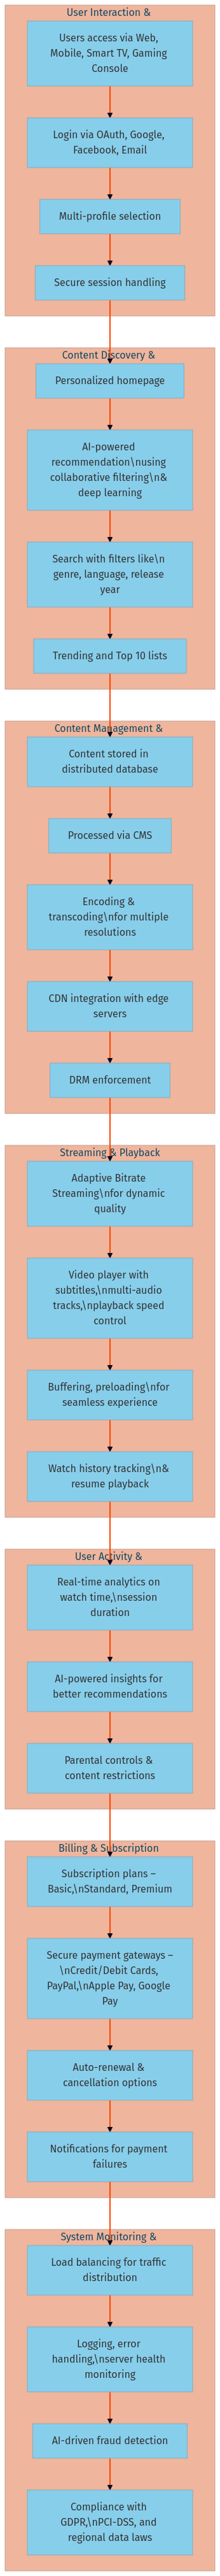 User Interaction &
Users access via Web,
Mobile, Smart TV, Gaming
Console
Login via OAuth, Google,
Facebook, Email
Multi-profile selection
Secure session handling
Content Discovery &
Personalized homepage
AI-powered
recommendation\nusing
collaborative filtering\n&
deep learning
Search with filters like\n
genre, language, release
year
Trending and Top 10 lists
Content Management &
Content stored in
distributed database
Processed via CMS
Encoding &
transcoding\nfor multiple
resolutions
CDN integration with edge
servers
DRM enforcement
Streaming & Playback
Adaptive Bitrate
Streaming\nfor dynamic
quality
Video player with
subtitles,\nmulti-audio
tracks,\nplayback speed
control
Buffering, preloading\nfor
seamless experience
Watch history tracking\n&
resume playback
User Activity &
Real-time analytics on
watch time,\nsession
duration
AI-powered insights for
better recommendations
Parental controls &
content restrictions
Billing & Subscription
Subscription plans –
Basic,\nStandard, Premium
Secure payment gateways –
\nCredit/Debit Cards,
PayPal,\nApple Pay, Google
Pay
Auto-renewal &
cancellation options
Notifications for payment
failures
System Monitoring &
Load balancing for traffic
distribution
Logging, error
handling,\nserver health
monitoring
AI-driven fraud detection
Compliance with
GDPR,\nPCI-DSS, and
regional data laws